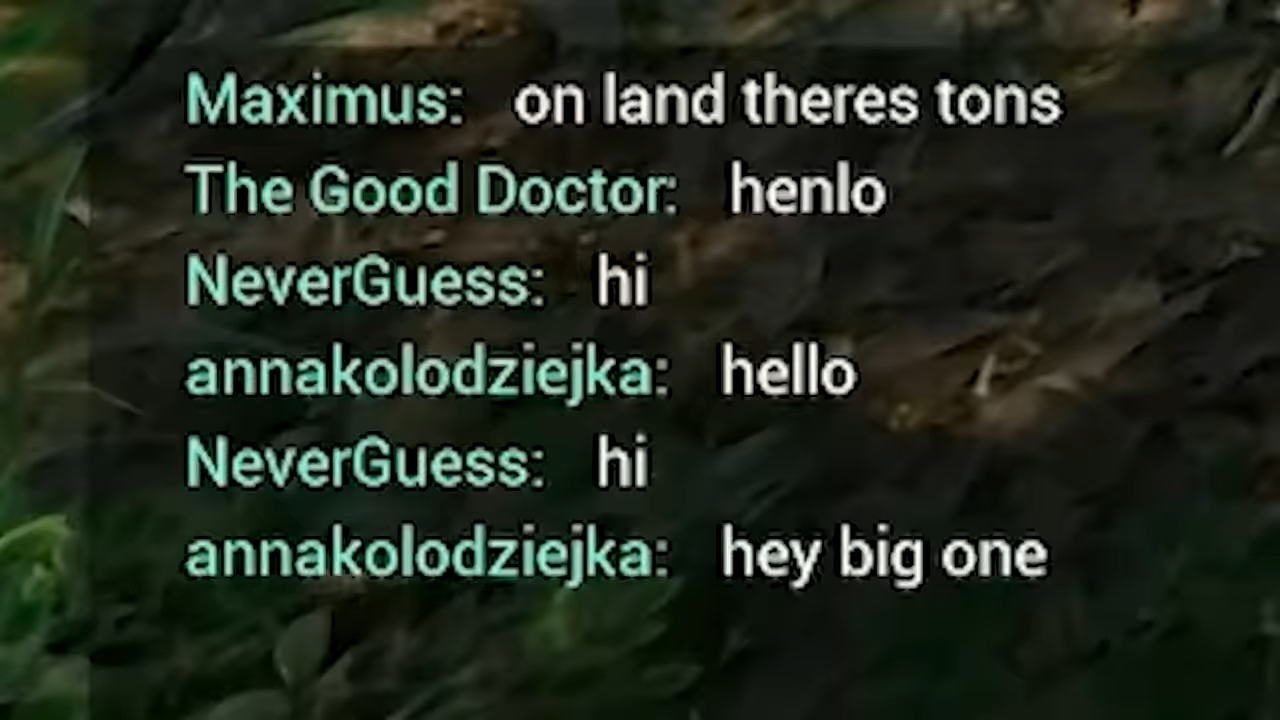 Maximus: on land theres tons
The Good Doctor: henlo
NeverGuess: hi
annakolodziejka: hello
NeverGuess: hi
annakolodziejka: hey big one